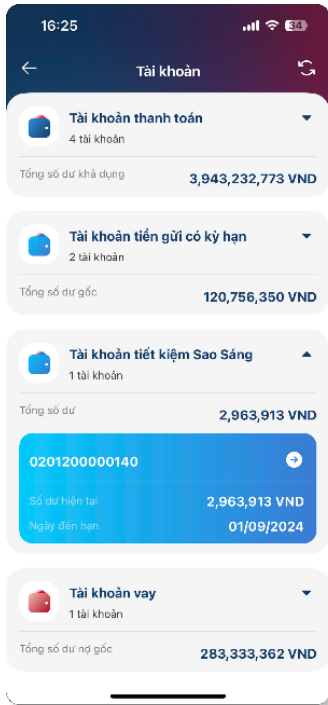 16:25
34
Tài khoản
Tài khoản thanh toán
4 tài khoản
Tổng số dư khả dụng
3,943,232,773 VND
Tài khoản tiền gửi có kỳ hạn
2 tài khoản
Tổng số dư gốc
120,756,350 VND
Tài khoản tiết kiệm Sao Sáng
1 tài khoản
Tổng số dư
2,963,913 VND
0201200000140
Số dư hiện tại
2,963,913 VND
Ngày đến hạn
01/09/2024
Tài khoản vay
1 tài khoản
Tổng số dư nợ gốc
283,333,362 VND